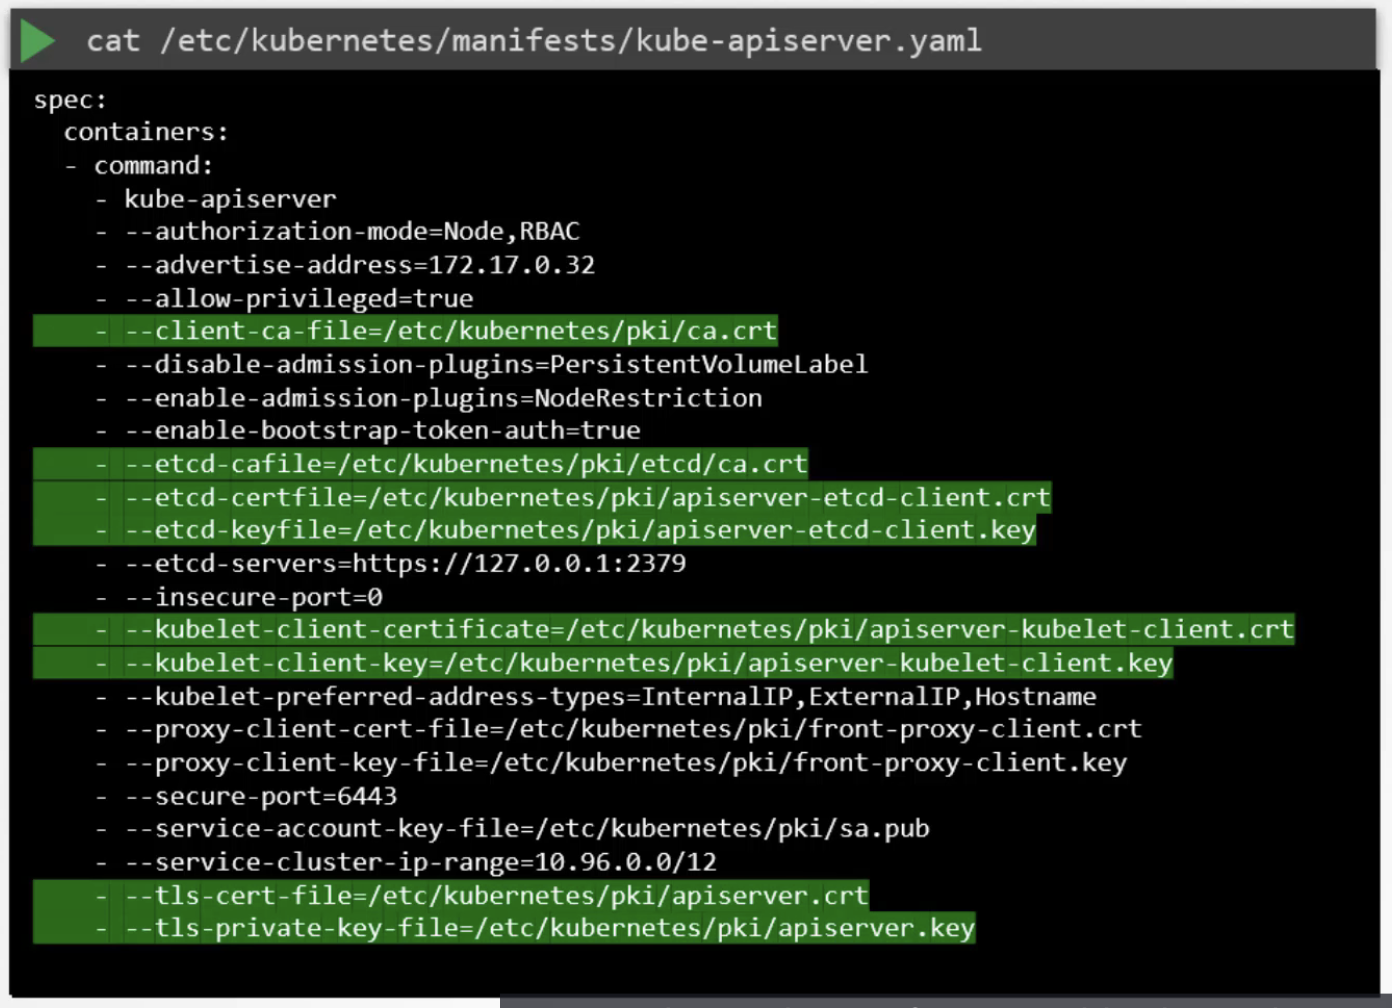 cat /etc/kubernetes/manifests/kube-apiserver.yaml
spec:
  containers:
  - command:
    - kube-apiserver
    - --authorization-mode=Node,RBAC
    - --advertise-address=172.17.0.32
    - --allow-privileged=true
    - --client-ca-file=/etc/kubernetes/pki/ca.crt
    - --disable-admission-plugins=PersistentVolumeLabel
    - --enable-admission-plugins=NodeRestriction
    - --enable-bootstrap-token-auth=true
    - --etcd-cafile=/etc/kubernetes/pki/etcd/ca.crt
    - --etcd-certfile=/etc/kubernetes/pki/apiserver-etcd-client.crt
    - --etcd-keyfile=/etc/kubernetes/pki/apiserver-etcd-client.key
    - --etcd-servers=https://127.0.0.1:2379
    - --insecure-port=0
    - --kubelet-client-certificate=/etc/kubernetes/pki/apiserver-kubelet-client.crt
    - --kubelet-client-key=/etc/kubernetes/pki/apiserver-kubelet-client.key
    - --kubelet-preferred-address-types=InternalIP,ExternalIP,Hostname
    - --proxy-client-cert-file=/etc/kubernetes/pki/front-proxy-client.crt
    - --proxy-client-key-file=/etc/kubernetes/pki/front-proxy-client.key
    - --secure-port=6443
    - --service-account-key-file=/etc/kubernetes/pki/sa.pub
    - --service-cluster-ip-range=10.96.0.0/12
    - --tls-cert-file=/etc/kubernetes/pki/apiserver.crt
    - --tls-private-key-file=/etc/kubernetes/pki/apiserver.key